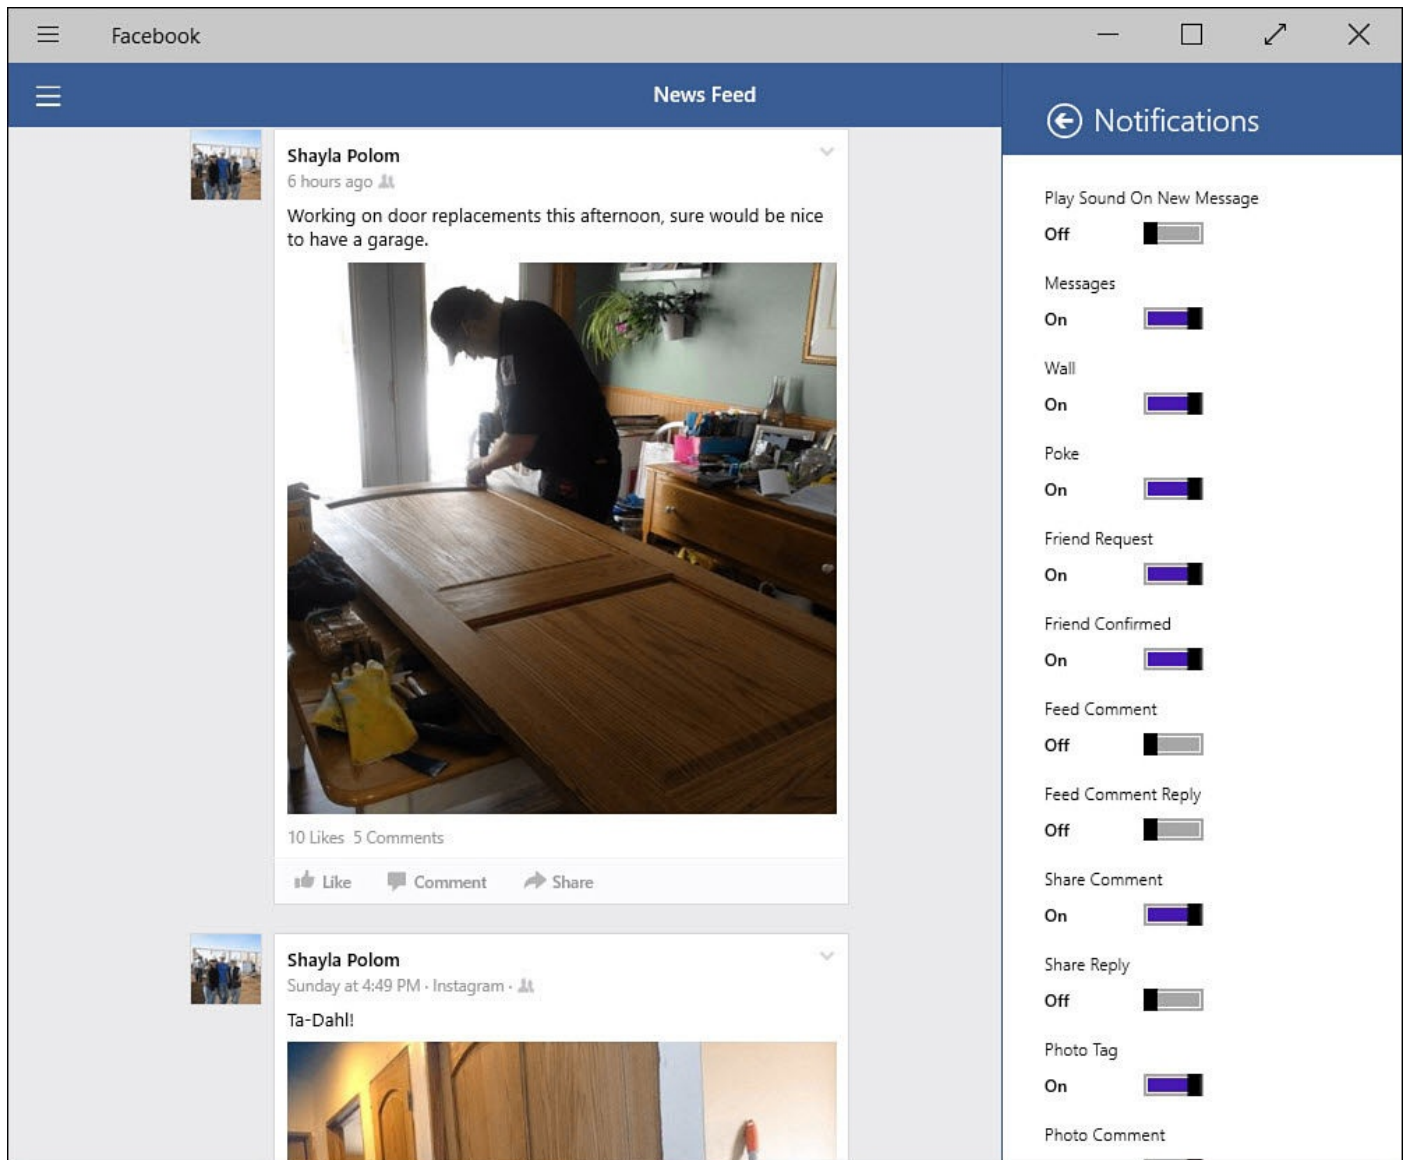 Facebook
News Feed
Shayla Polom
6 hours ago
Working on door replacements this afternoon, sure would be nice
to have a garage.
10 Likes 5 Comments
Like Comment Share
Shayla Polom
Sunday at 4:49 PM · Instagram ·
Ta-Dahl!
Notifications
Play Sound On New Message
Off
Messages
On
Wall
On
Poke
On
Friend Request
On
Friend Confirmed
On
Feed Comment
Off
Feed Comment Reply
Off
Share Comment
On
Share Reply
Off
Photo Tag
On
Photo Comment